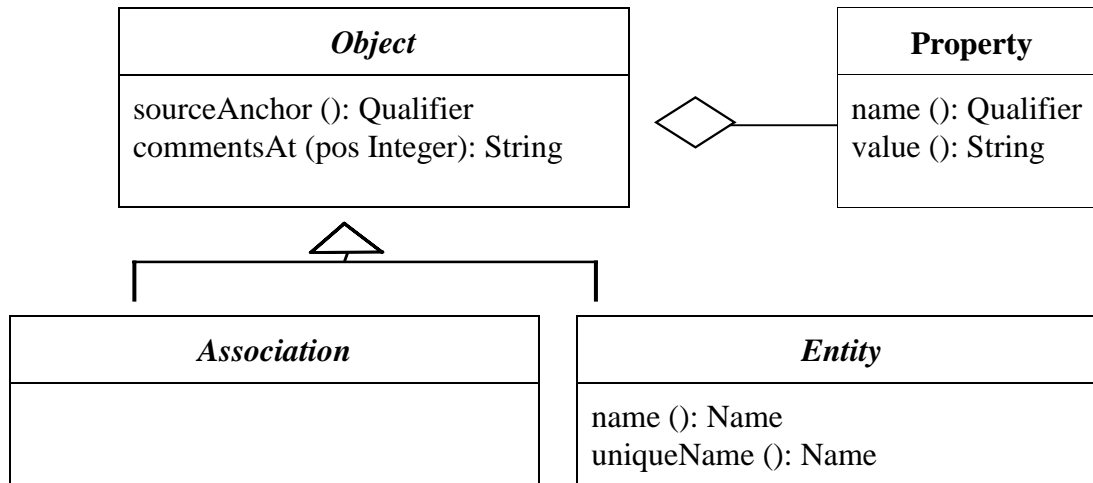 Object
sourceAnchor (): Qualifier
commentsAt (pos Integer): String
Property
name (): Qualifier
value (): String
Association
Entity
name (): Name
uniqueName (): Name